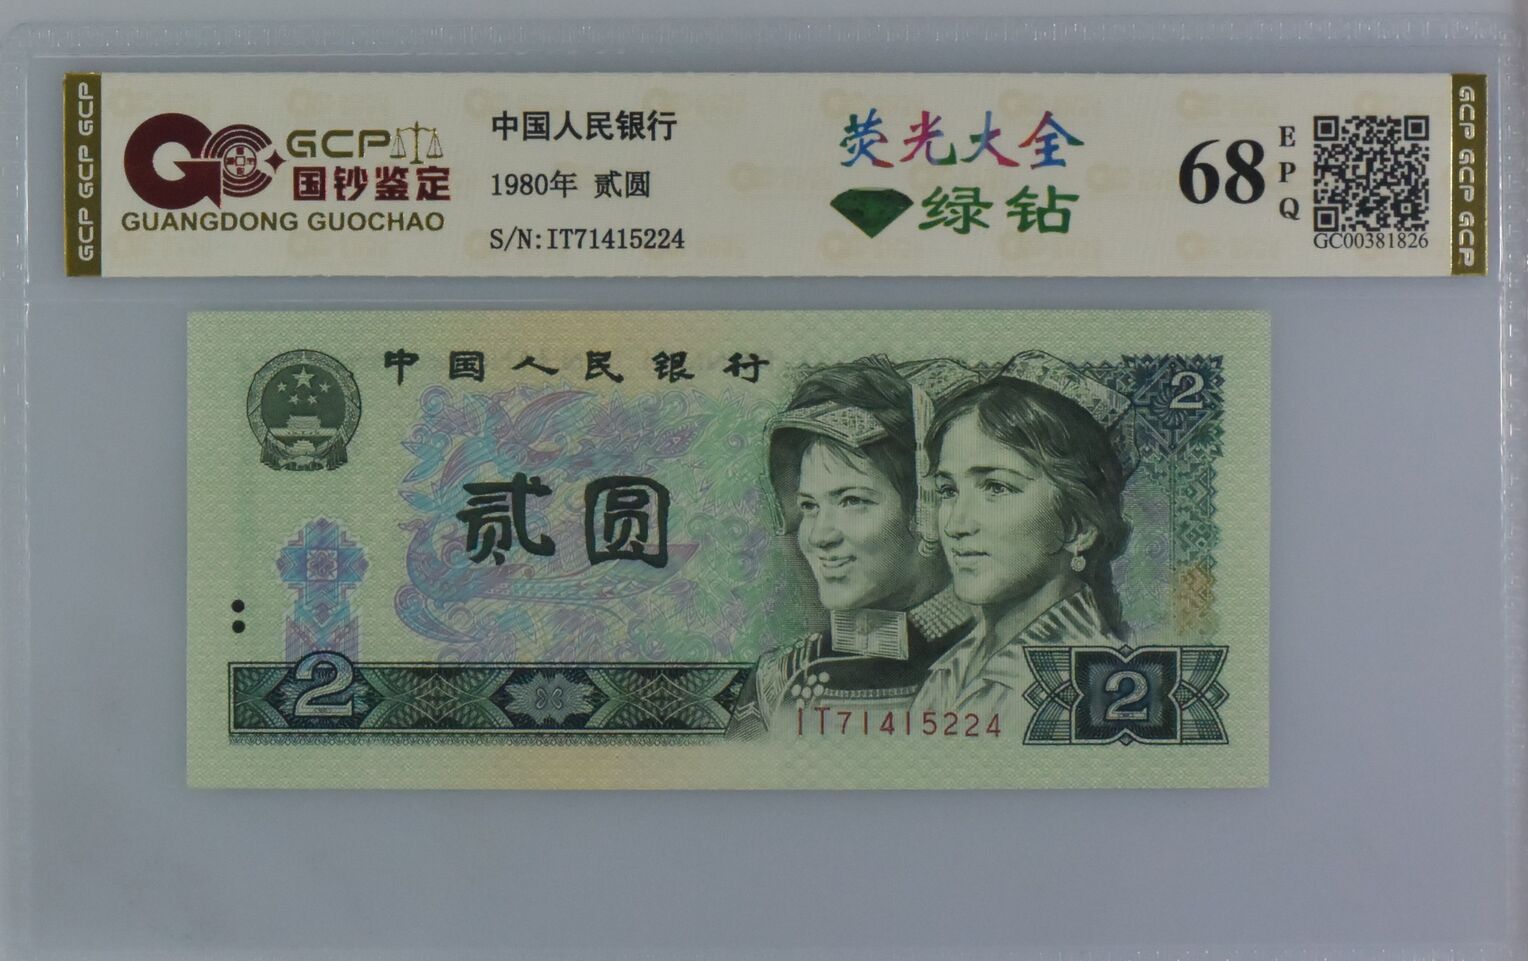 GCP GCP GCP
GCP
国钞鉴定
GUANGDONG GUOCHAO
中国人民银行
1980年 贰圆
S/N:IT71415224
荧光大全
绿钻
68
E
P
Q
GC00381826
GCP GCP GCP
中国人民银行
2
贰圆
2
IT71415224
2